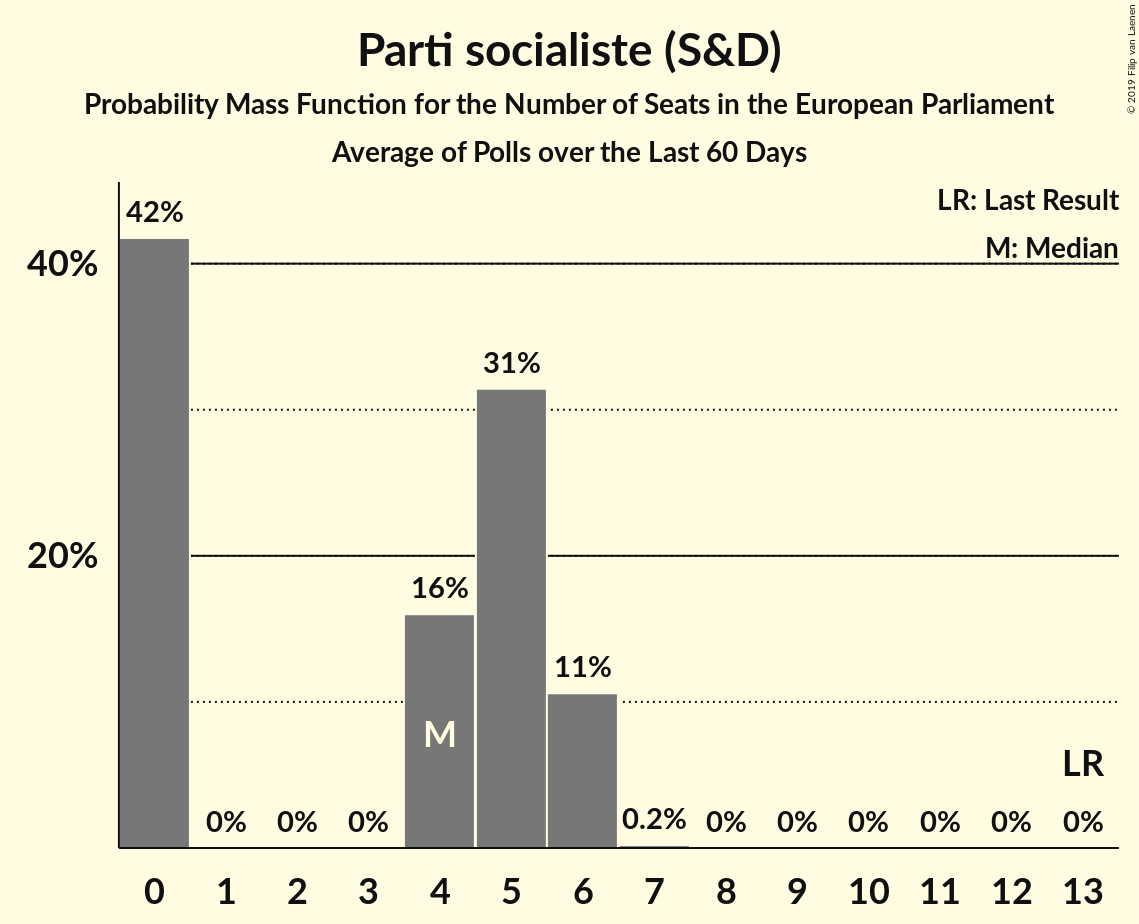 Parti socialiste (S&D)
Probability Mass Function for the Number of Seats in the European Parliament
Average of Polls over the Last 60 Days
© 2019 Filip van Laenen
LR: Last Result
M: Median
42%
40%
31%
20%
16%
11%
M
LR
0% 0% 0% 0.2% 0% 0% 0% 0% 0% 0%
0 1 2 3 4 5 6 7 8 9 10 11 12 13